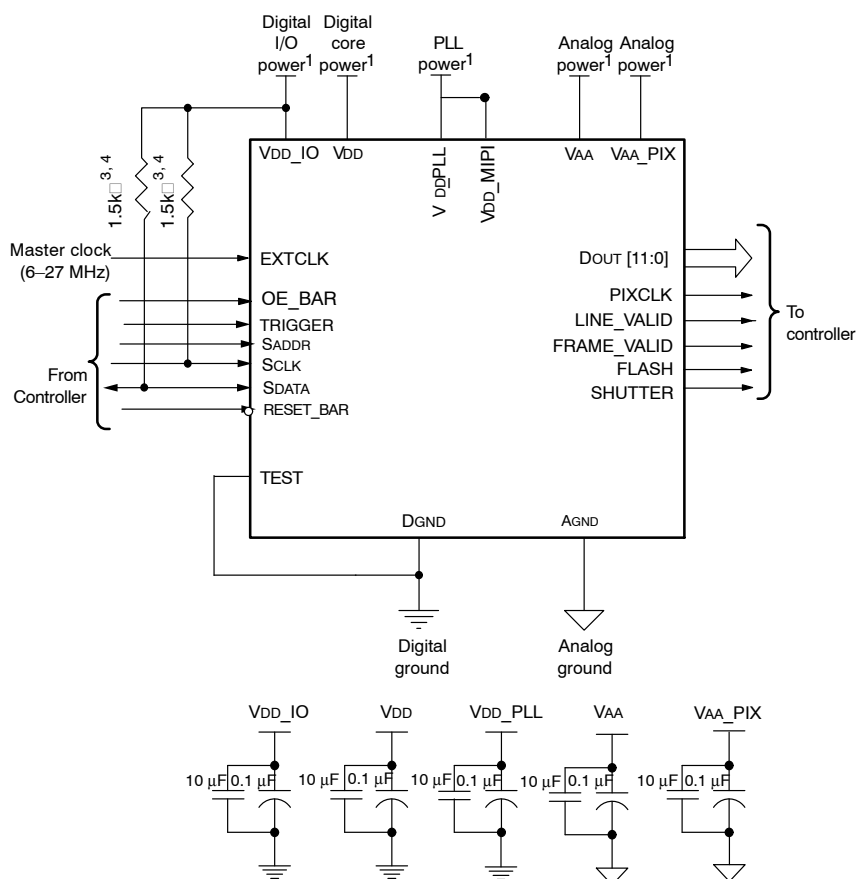 Digital
I/O
power1
Digital
core
power1
PLL
power1
Analog
power1
Analog
power1
VDD_IO
VDD
VDDPLL
VDD_MIPI
VAA
VAA_PIX
1.5k□3, 4
1.5k□3, 4
Master clock
(6–27 MHz)
EXTCLK
OE_BAR
TRIGGER
SADDR
SCLK
SDATA
RESET_BAR
From
Controller
TEST
DOUT [11:0]
PIXCLK
LINE_VALID
FRAME_VALID
FLASH
SHUTTER
To
controller
DGND
AGND
Digital
ground
Analog
ground
VDD_IO
VDD
VDD_PLL
VAA
VAA_PIX
10 μF
0.1 μF
10 μF
0.1 μF
10 μF
0.1 μF
10 μF
0.1 μF
10 μF
0.1 μF